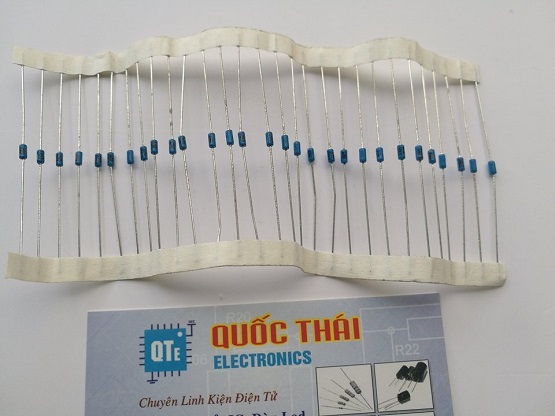 R20
QTE
QUỐC THÁI
ELECTRONICS
R22
Chuyên Linh Kiện Điện Tử